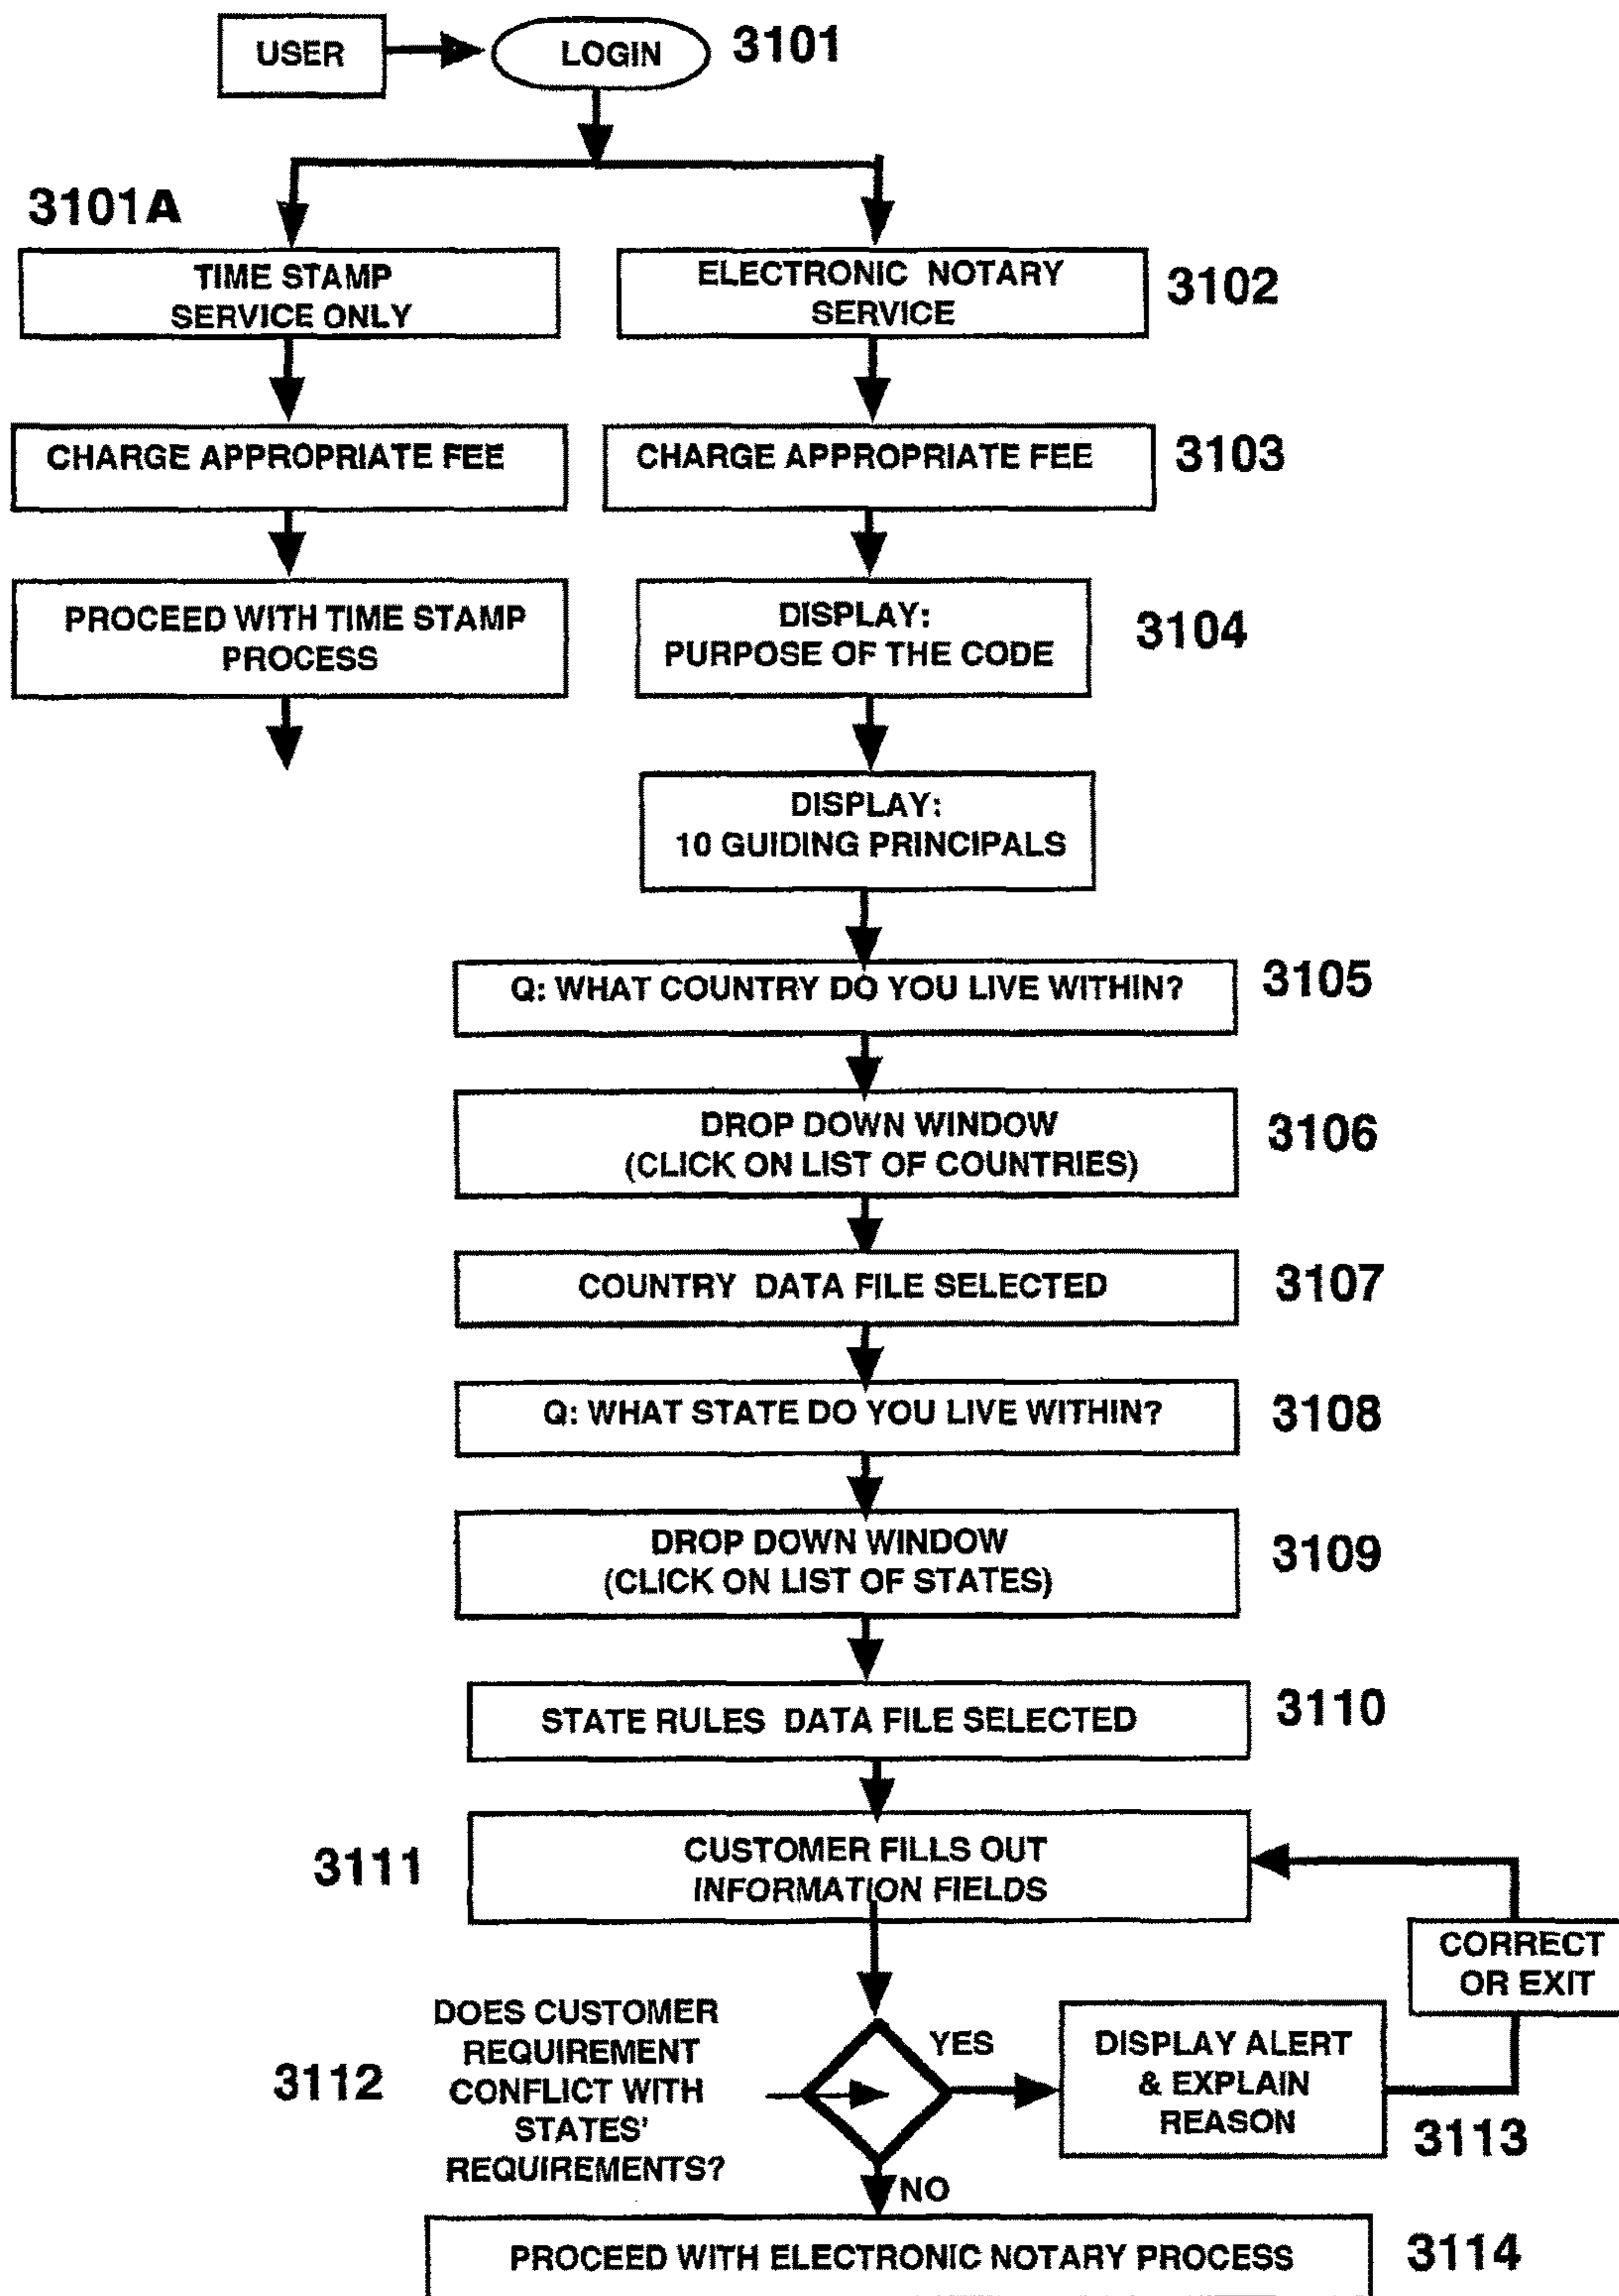 USER
LOGIN
3101
3101A
TIME STAMP
SERVICE ONLY
ELECTRONIC NOTARY
SERVICE
3102
CHARGE APPROPRIATE FEE
CHARGE APPROPRIATE FEE
3103
PROCEED WITH TIME STAMP
PROCESS
DISPLAY:
PURPOSE OF THE CODE
3104
DISPLAY:
10 GUIDING PRINCIPALS
Q: WHAT COUNTRY DO YOU LIVE WITHIN?
3105
DROP DOWN WINDOW
(CLICK ON LIST OF COUNTRIES)
3106
COUNTRY DATA FILE SELECTED
3107
Q: WHAT STATE DO YOU LIVE WITHIN?
3108
DROP DOWN WINDOW
(CLICK ON LIST OF STATES)
3109
STATE RULES DATA FILE SELECTED
3110
3111
CUSTOMER FILLS OUT
INFORMATION FIELDS
CORRECT
OR EXIT
3112
DOES CUSTOMER
REQUIREMENT
CONFLICT WITH
STATES'
REQUIREMENTS?
YES
DISPLAY ALERT
& EXPLAIN
REASON
3113
NO
PROCEED WITH ELECTRONIC NOTARY PROCESS
3114